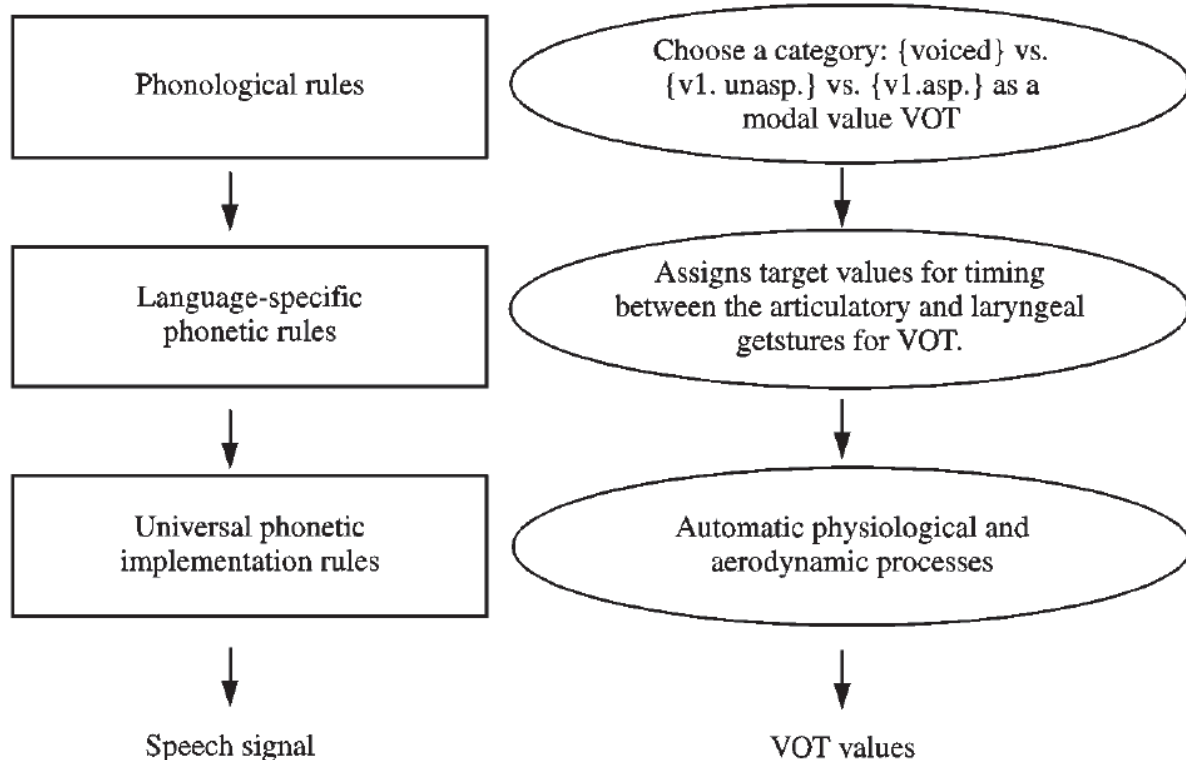 Phonological rules
Choose a category: {voiced} vs.
{v1. unasp.} vs. {v1.asp.} as a
modal value VOT
Language-specific
phonetic rules
Assigns target values for timing
between the articulatory and laryngeal
getstures for VOT.
Universal phonetic
implementation rules
Automatic physiological and
aerodynamic processes
Speech signal
VOT values